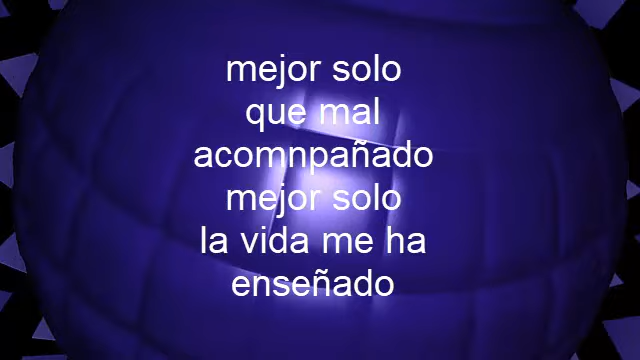 mejor solo
que mal
acomnpañado
mejor solo
la vida me ha
enseñado